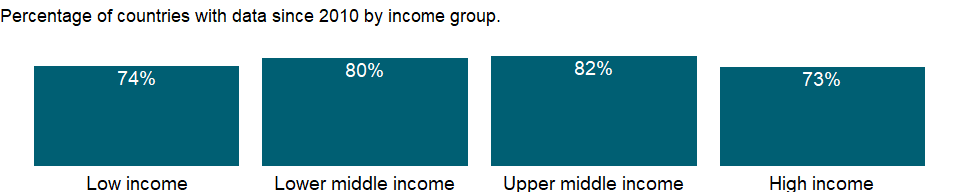 Percentage of countries with data since 2010 by income group.
74% 80% 82% 73%
Low income Lower middle income Upper middle income High income